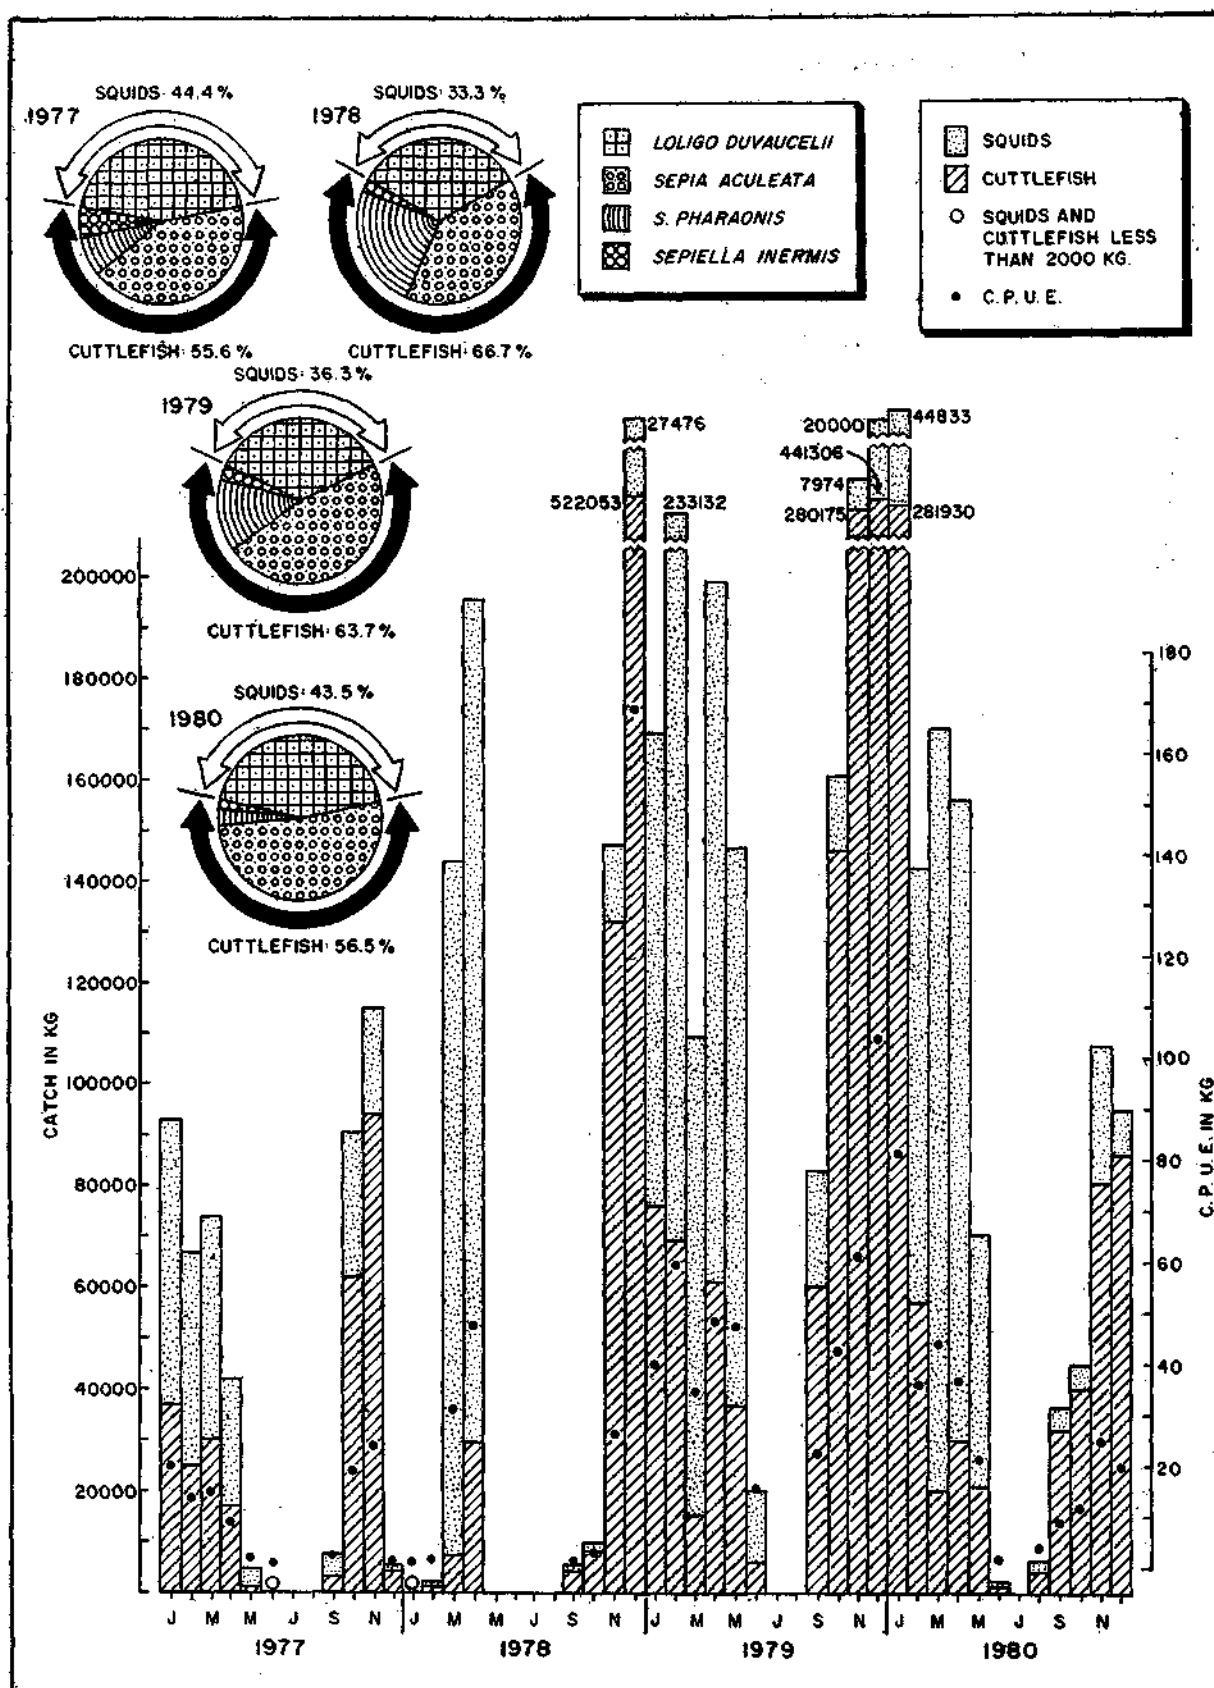 SQUIDS: 44.4 %
1977
CUTTLEFISH: 55.6 %
SQUIDS: 33.3 %
1978
CUTTLEFISH: 66.7 %
LOLIGO DUVAUCELII
SEPIA ACULEATA
S. PHARAONIS
SEPIELLA INERMIS
SQUIDS
CUTTLEFISH
SQUIDS AND
CUTTLEFISH LESS
THAN 2000 KG.
C. P. U. E.
SQUIDS: 36.3 %
1979
CUTTLEFISH: 63.7 %
SQUIDS: 43.5 %
1980
CUTTLEFISH: 56.5 %
27476
522053
233132
20000
441306
7974
280175
44833
281930
200000
180000
160000
140000
120000
100000
80000
60000
40000
20000
CATCH IN KG
180
160
140
120
100
80
60
40
20
C. P. U. E. IN KG
J M M J S N J M M J S N J M M J S N J M M J S N
1977 1978 1979 1980